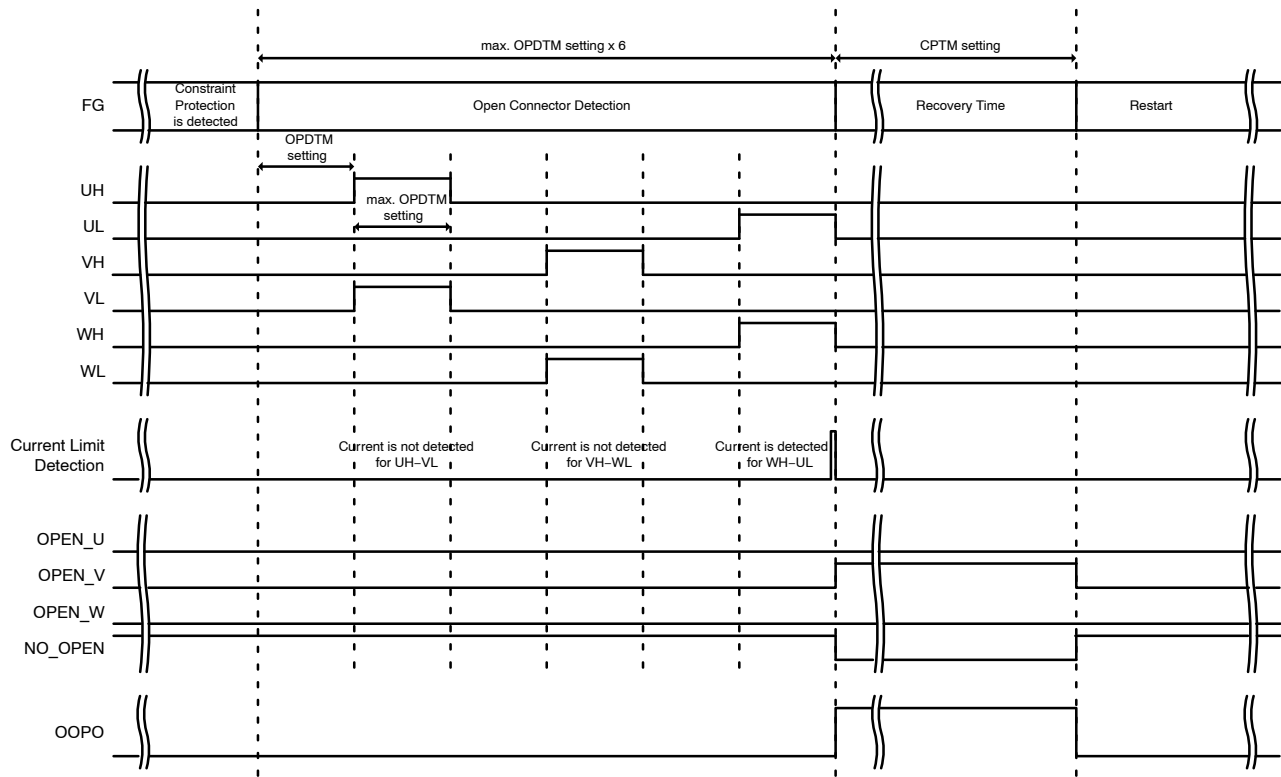 max. OPDTM setting x 6
CPTM setting
FG
Constraint
Protection
is detected
Open Connector Detection
Recovery Time
Restart
OPDTM
setting
UH
max. OPDTM
setting
UL
VH
VL
WH
WL
Current Limit
Detection
Current is not detected
for UH−VL
Current is not detected
for VH−WL
Current is detected
for WH−UL
OPEN_U
OPEN_V
OPEN_W
NO_OPEN
OOPO